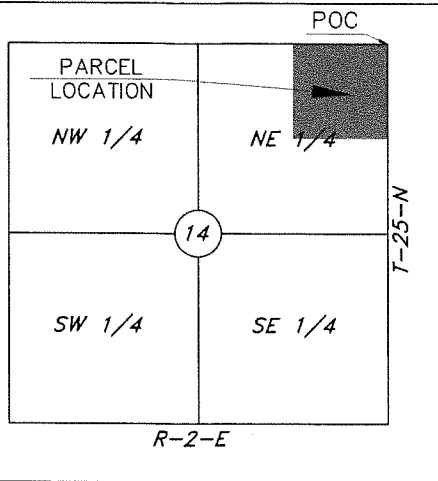 POC
PARCEL
LOCATION
NW 1/4
NE 1/4
T-25-N
14
SW 1/4
SE 1/4
R-2-E